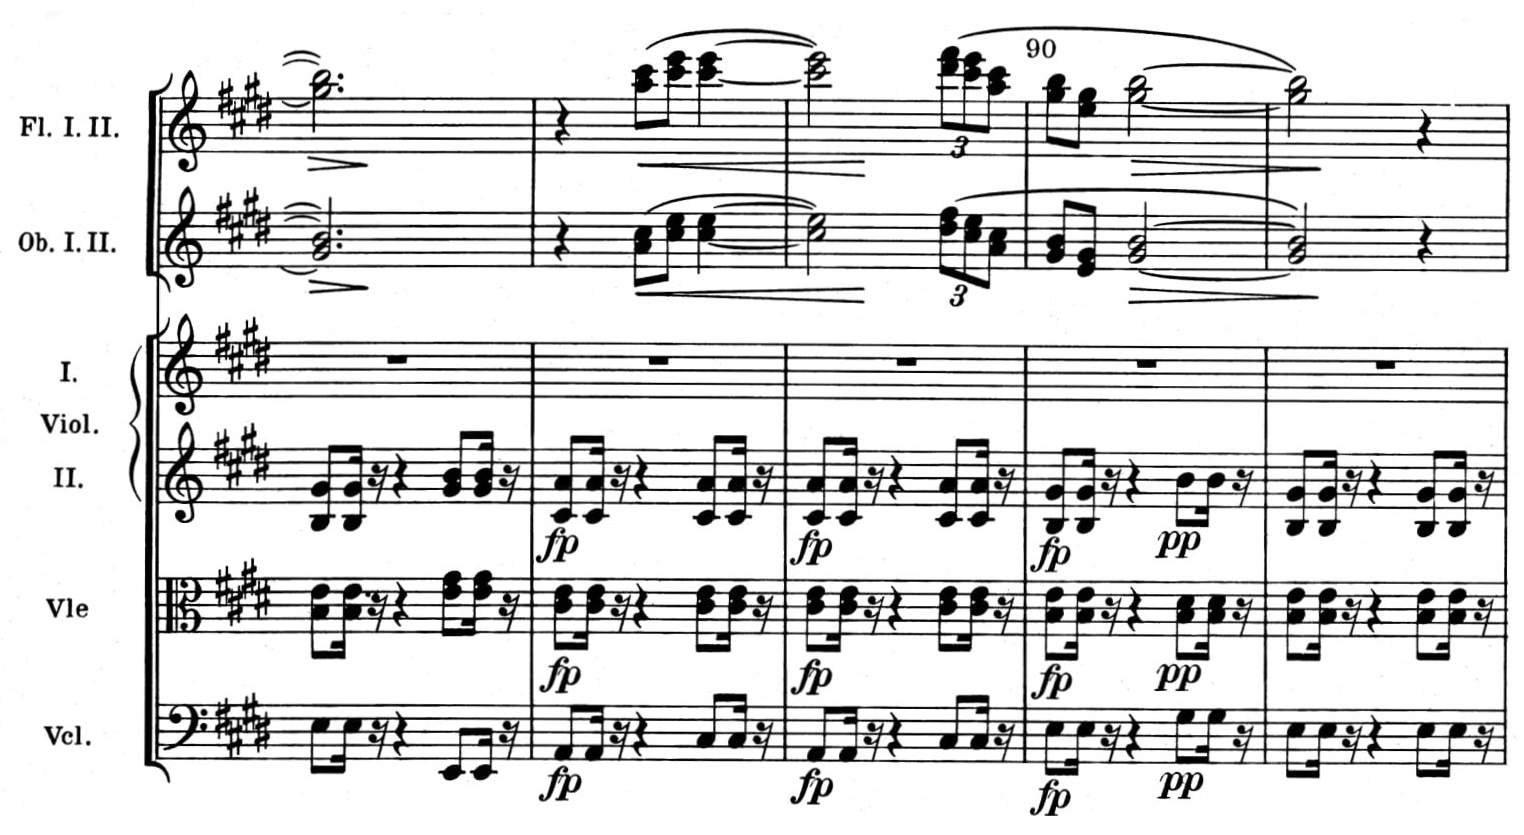 90
Fl. I. II.
3
Ob. I. II.
3
I.
Viol.
II.
fp fp fp pp
Vle
fp fp fp pp
Vcl.
fp fp fp pp